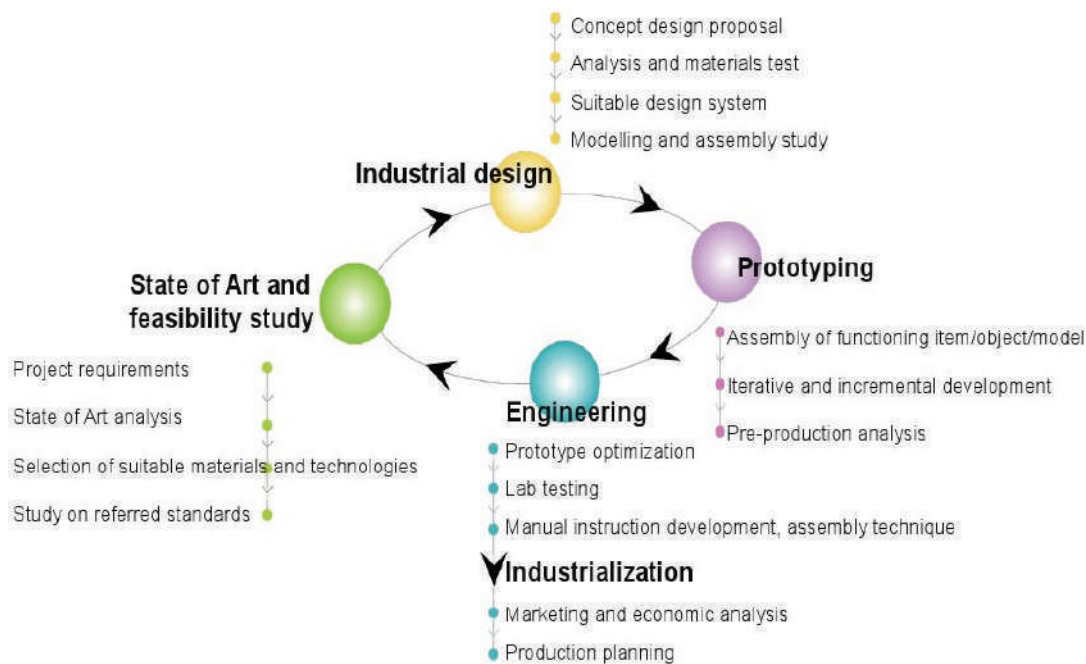 Concept design proposal
Analysis and materials test
Suitable design system
Modelling and assembly study
Industrial design
Prototyping
State of Art and
feasibility study
Assembly of functioning item/object/model
Iterative and incremental development
Pre-production analysis
Project requirements
State of Art analysis
Selection of suitable materials and technologies
Study on referred standards
Engineering
Prototype optimization
Lab testing
Manual instruction development, assembly technique
Industrialization
Marketing and economic analysis
Production planning